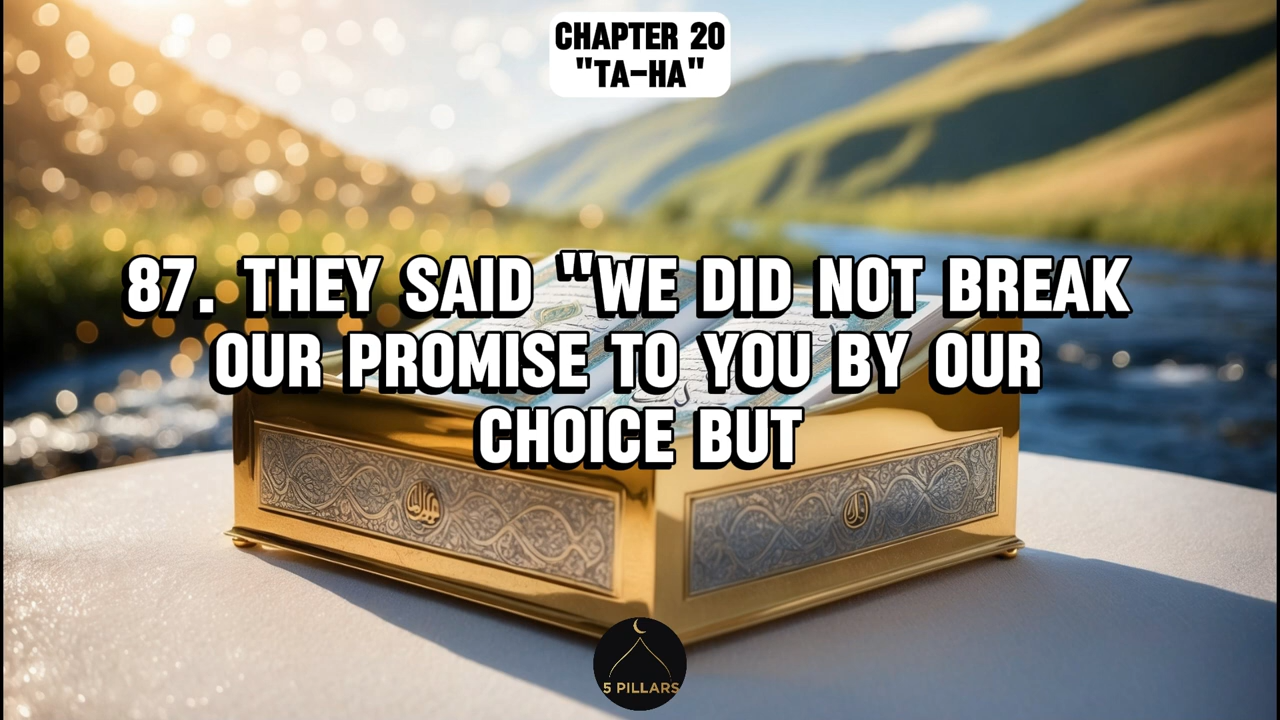 CHAPTER 20
"TA-HA"
87. THEY SAID "WE DID NOT BREAK
OUR PROMISE TO YOU BY OUR
CHOICE BUT
5 PILLARS